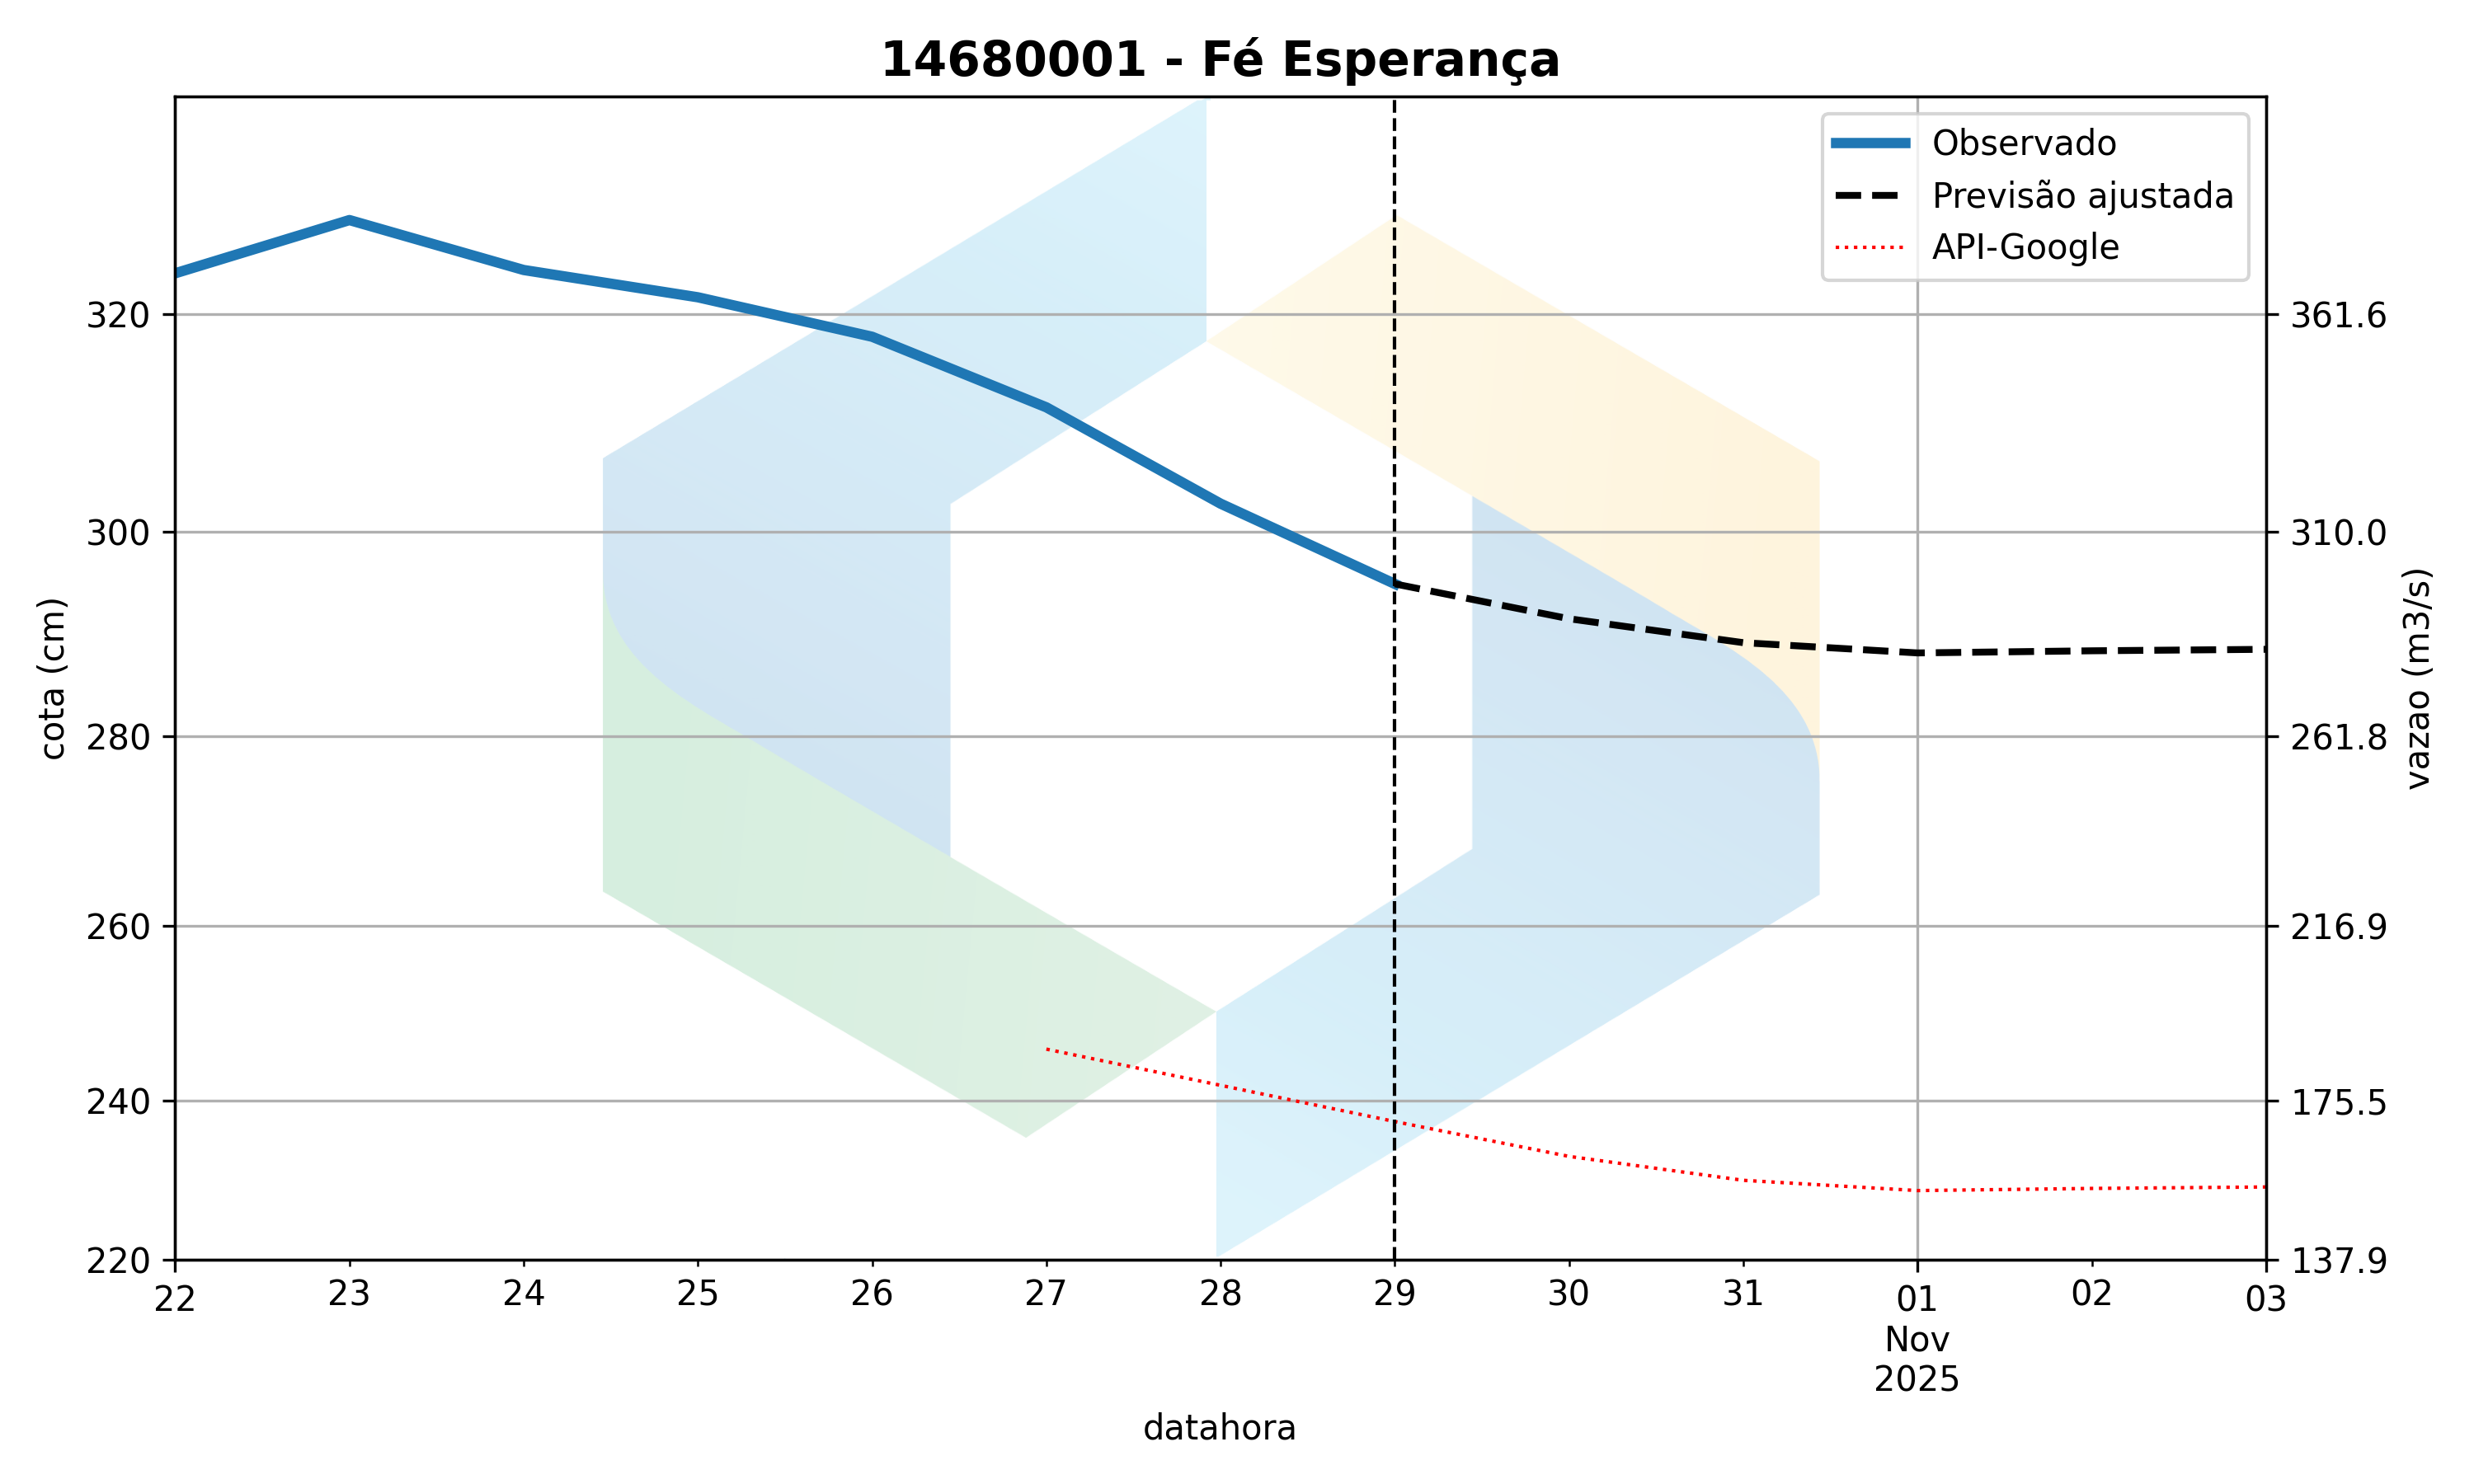 14680001 - Fé Esperança
Observado
Previsão ajustada
API-Google
cota (cm)
320
300
280
260
240
220
361.6
310.0
261.8
216.9
175.5
137.9
vazao (m3/s)
22 23 24 25 26 27 28 29 30 31 01 02 03
Nov
2025
datahora